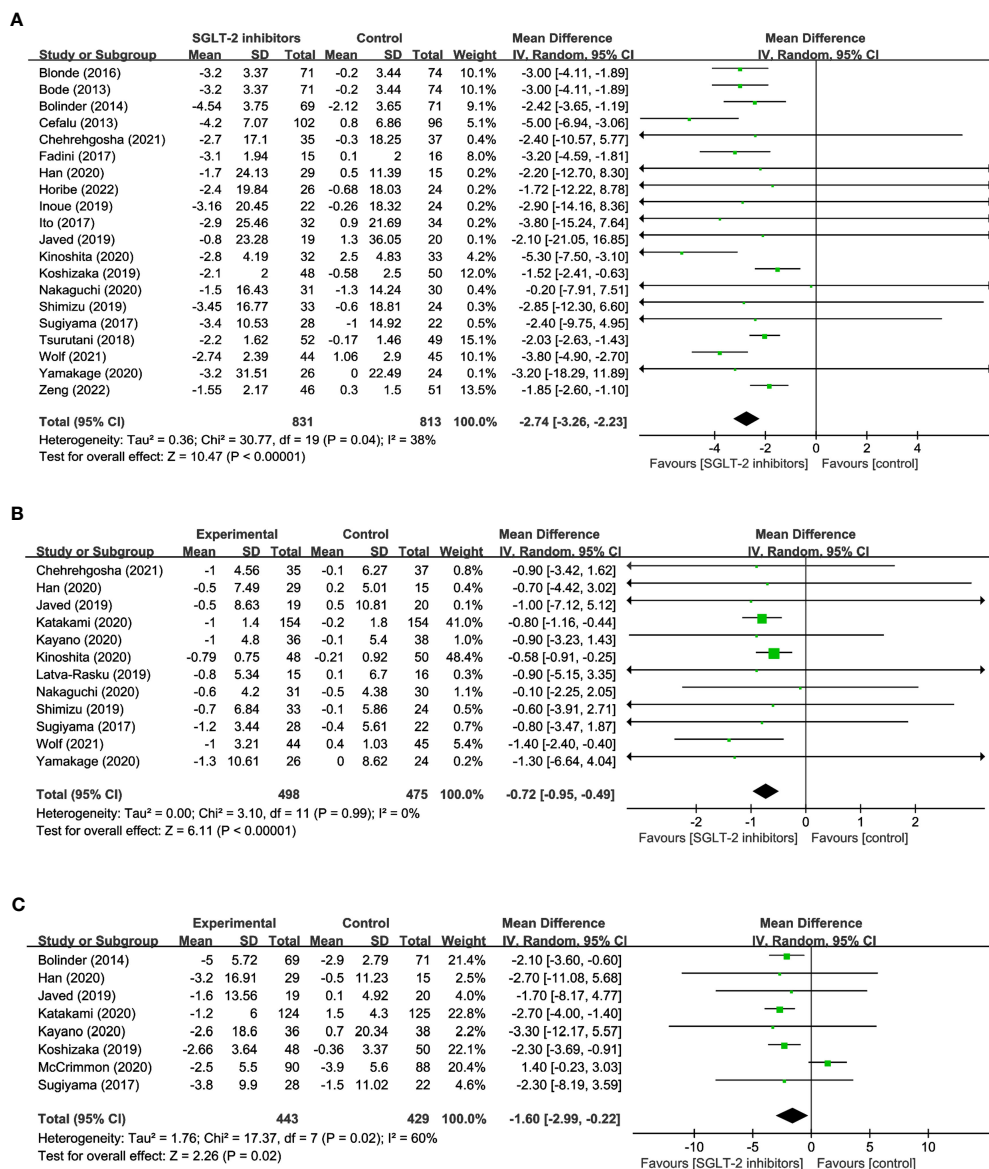 A
SGLT-2 inhibitors Control Mean Difference Mean Difference
Study or Subgroup Mean SD Total Mean SD Total Weight IV. Random. 95% CI IV. Random. 95% CI
Blonde (2016) -3.2 3.37 71 -0.2 3.44 74 10.1% -3.00 [-4.11, -1.89]
Bode (2013) -3.2 3.37 71 -0.2 3.44 74 10.1% -3.00 [-4.11, -1.89]
Bolinder (2014) -4.54 3.75 69 -2.12 3.65 71 9.1% -2.42 [-3.65, -1.19]
Cefalu (2013) -4.2 7.07 102 0.8 6.86 96 5.1% -5.00 [-6.94, -3.06]
Chehrehgosha (2021) -2.7 17.1 35 -0.3 18.25 37 0.4% -2.40 [-10.57, 5.77]
Fadini (2017) -3.1 1.94 15 0.1 2 16 8.0% -3.20 [-4.59, -1.81]
Han (2020) -1.7 24.13 29 0.5 11.39 15 0.2% -2.20 [-12.70, 8.30]
Horibe (2022) -2.4 19.84 26 -0.68 18.03 24 0.2% -1.72 [-12.22, 8.78]
Inoue (2019) -3.16 20.45 22 -0.26 18.32 24 0.2% -2.90 [-14.16, 8.36]
Ito (2017) -2.9 25.46 32 0.9 21.69 34 0.2% -3.80 [-15.24, 7.64]
Javed (2019) -0.8 23.28 19 1.3 36.05 20 0.1% -2.10 [-21.05, 16.85]
Kinoshita (2020) -2.8 4.19 32 2.5 4.83 33 4.2% -5.30 [-7.50, -3.10]
Koshizaka (2019) -2.1 2 48 -0.58 2.5 50 12.0% -1.52 [-2.41, -0.63]
Nakaguchi (2020) -1.5 16.43 31 -1.3 14.24 30 0.4% -0.20 [-7.91, 7.51]
Shimizu (2019) -3.45 16.77 33 -0.6 18.81 24 0.3% -2.85 [-12.30, 6.60]
Sugiyama (2017) -3.4 10.53 28 -1 14.92 22 0.5% -2.40 [-9.75, 4.95]
Tsurutani (2018) -2.2 1.62 52 -0.17 1.46 49 15.1% -2.03 [-2.63, -1.43]
Wolf (2021) -2.74 2.39 44 1.06 2.9 45 10.1% -3.80 [-4.90, -2.70]
Yamakage (2020) -3.2 31.51 26 0 22.49 24 0.1% -3.20 [-18.29, 11.89]
Zeng (2022) -1.55 2.17 46 0.3 1.5 51 13.5% -1.85 [-2.60, -1.10]
Total (95% CI) 831 813 100.0% -2.74 [-3.26, -2.23]
Heterogeneity: Tau² = 0.36; Chi² = 30.77, df = 19 (P = 0.04); I² = 38%
Test for overall effect: Z = 10.47 (P < 0.00001)
-4 -2 0 2 4
Favours [SGLT-2 inhibitors] Favours [control]
B
Experimental Control Mean Difference Mean Difference
Study or Subgroup Mean SD Total Mean SD Total Weight IV. Random. 95% CI IV. Random. 95% CI
Chehrehgosha (2021) -1 4.56 35 -0.1 6.27 37 0.8% -0.90 [-3.42, 1.62]
Han (2020) -0.5 7.49 29 0.2 5.01 15 0.4% -0.70 [-4.42, 3.02]
Javed (2019) -0.5 8.63 19 0.5 10.81 20 0.1% -1.00 [-7.12, 5.12]
Katakami (2020) -1 1.4 154 -0.2 1.8 154 41.0% -0.80 [-1.16, -0.44]
Kayano (2020) -1 4.8 36 -0.1 5.4 38 1.0% -0.90 [-3.23, 1.43]
Kinoshita (2020) -0.79 0.75 48 -0.21 0.92 50 48.4% -0.58 [-0.91, -0.25]
Latva-Rasku (2019) -0.8 5.34 15 0.1 6.7 16 0.3% -0.90 [-5.15, 3.35]
Nakaguchi (2020) -0.6 4.2 31 -0.5 4.38 30 1.1% -0.10 [-2.25, 2.05]
Shimizu (2019) -0.7 6.84 33 -0.1 5.86 24 0.5% -0.60 [-3.91, 2.71]
Sugiyama (2017) -1.2 3.44 28 -0.4 5.61 22 0.7% -0.80 [-3.47, 1.87]
Wolf (2021) -1 3.21 44 0.4 1.03 45 5.4% -1.40 [-2.40, -0.40]
Yamakage (2020) -1.3 10.61 26 0 8.62 24 0.2% -1.30 [-6.64, 4.04]
Total (95% CI) 498 475 100.0% -0.72 [-0.95, -0.49]
Heterogeneity: Tau² = 0.00; Chi² = 3.10, df = 11 (P = 0.99); I² = 0%
Test for overall effect: Z = 6.11 (P < 0.00001)
-2 -1 0 1 2
Favours [SGLT-2 inhibitors] Favours [control]
C
Experimental Control Mean Difference Mean Difference
Study or Subgroup Mean SD Total Mean SD Total Weight IV. Random. 95% CI IV. Random. 95% CI
Bolinder (2014) -5 5.72 69 -2.9 2.79 71 21.4% -2.10 [-3.60, -0.60]
Han (2020) -3.2 16.91 29 -0.5 11.23 15 2.6% -2.70 [-11.08, 5.68]
Javed (2019) -1.6 13.56 19 0.1 4.92 20 4.0% -1.70 [-8.17, 4.77]
Katakami (2020) -1.2 6 124 1.5 4.3 125 22.8% -2.70 [-4.00, -1.40]
Kayano (2020) -2.6 18.6 36 0.7 20.34 38 2.2% -3.30 [-12.17, 5.57]
Koshizaka (2019) -2.66 3.64 48 -0.36 3.37 50 22.1% -2.30 [-3.69, -0.91]
McCrimmon (2020) -2.5 5.5 90 -3.9 5.6 88 20.4% 1.40 [-0.23, 3.03]
Sugiyama (2017) -3.8 9.9 28 -1.5 11.02 22 4.6% -2.30 [-8.19, 3.59]
Total (95% CI) 443 429 100.0% -1.60 [-2.99, -0.22]
Heterogeneity: Tau² = 1.76; Chi² = 17.37, df = 7 (P = 0.02); I² = 60%
Test for overall effect: Z = 2.26 (P = 0.02)
-10 -5 0 5 10
Favours [SGLT-2 inhibitors] Favours [control]